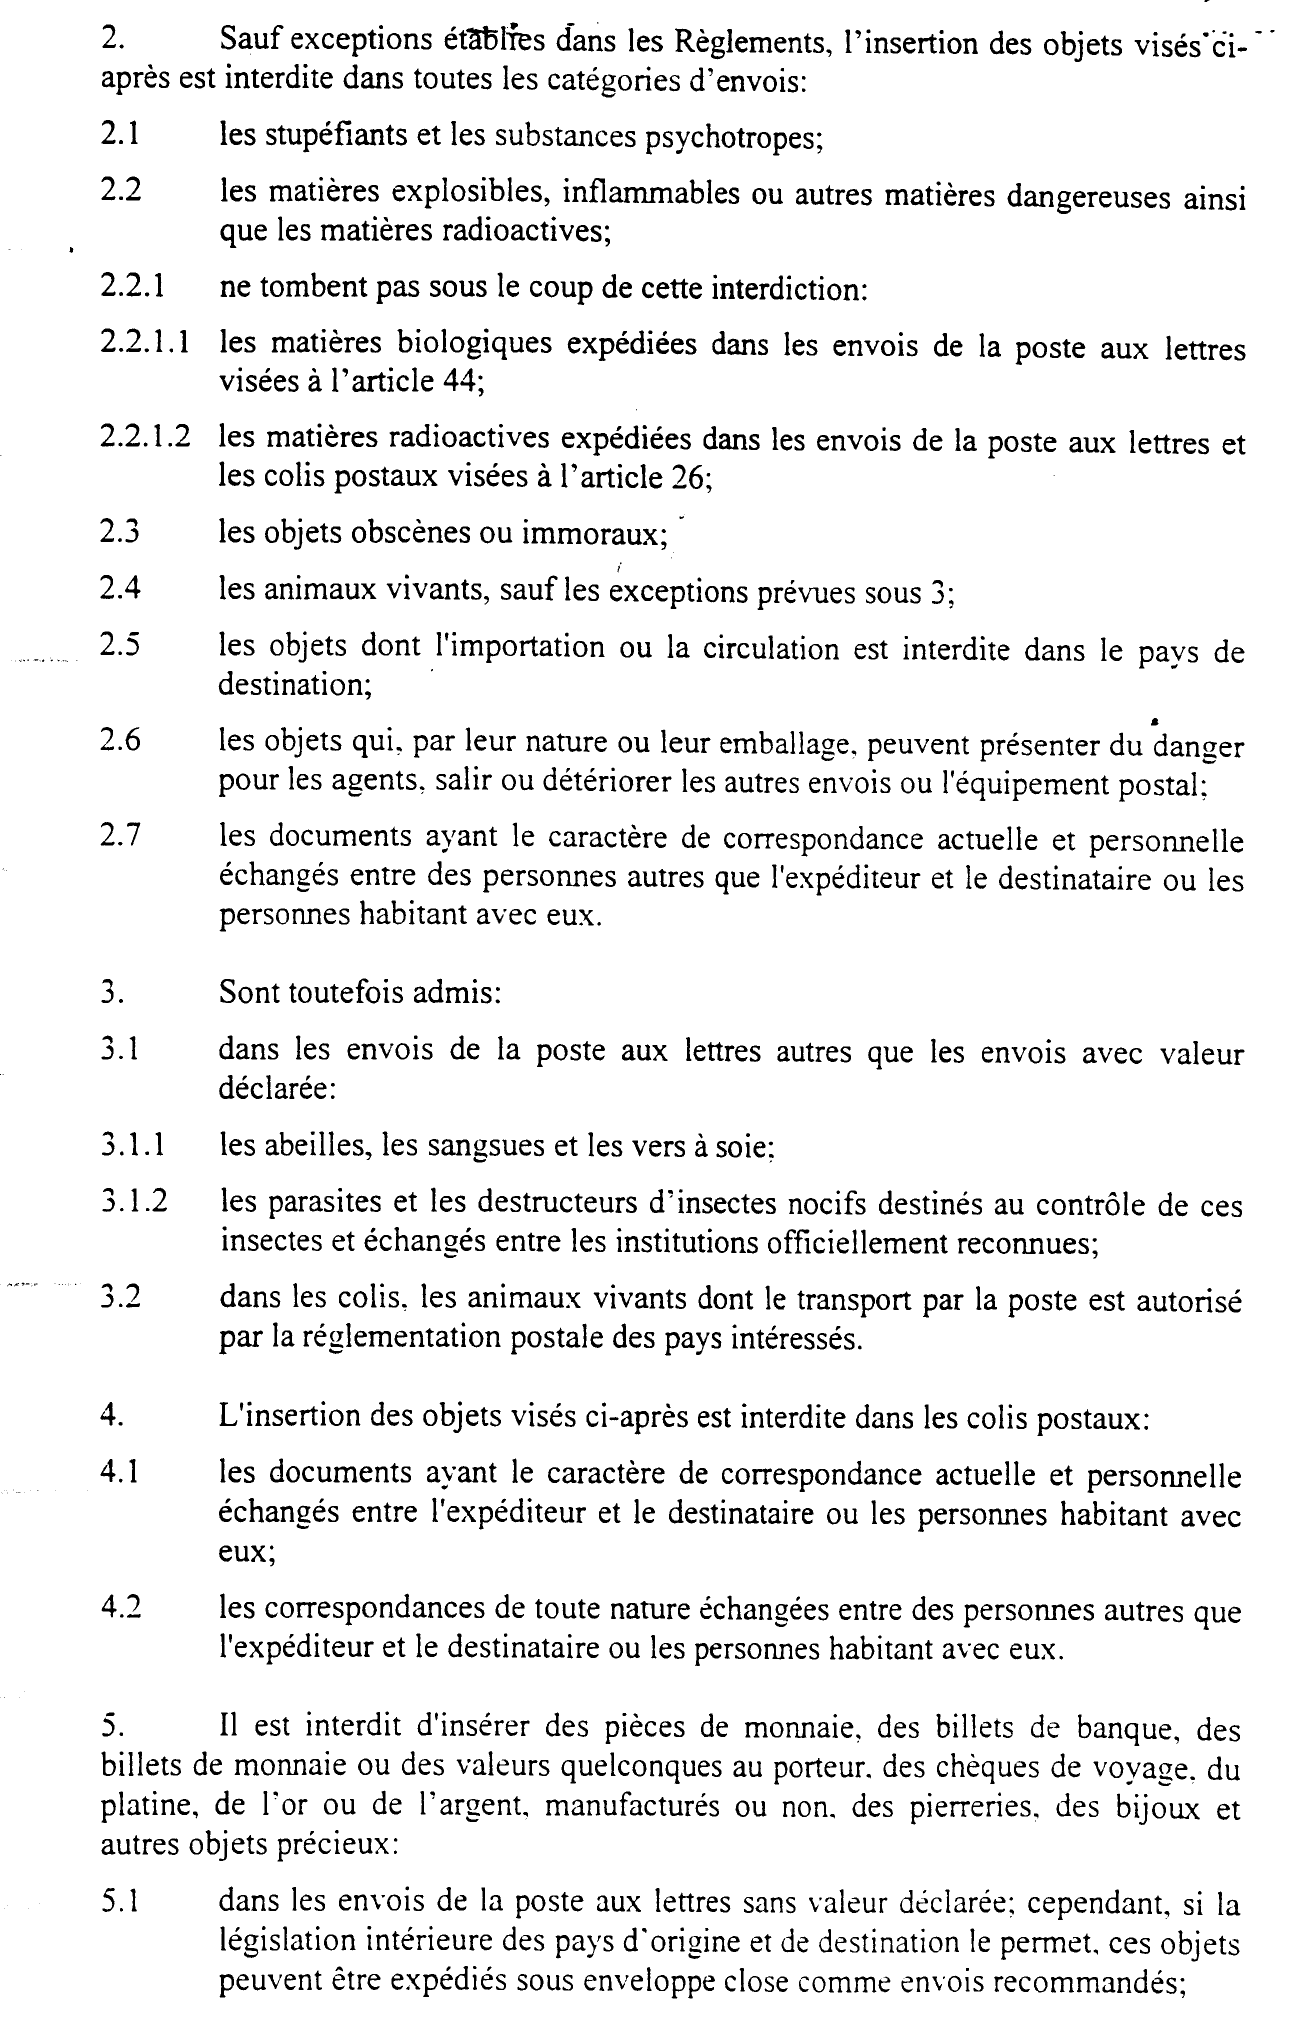 2. Sauf exceptions établies dans les Règlements, l'insertion des objets visés ci-
après est interdite dans toutes les catégories d'envois:
2.1 les stupéfiants et les substances psychotropes;
2.2 les matières explosibles, inflammables ou autres matières dangereuses ainsi
que les matières radioactives;
2.2.1 ne tombent pas sous le coup de cette interdiction:
2.2.1.1 les matières biologiques expédiées dans les envois de la poste aux lettres
visées à l'article 44;
2.2.1.2 les matières radioactives expédiées dans les envois de la poste aux lettres et
les colis postaux visées à l'article 26;
2.3 les objets obscènes ou immoraux;
2.4 les animaux vivants, sauf les exceptions prévues sous 3;
2.5 les objets dont l'importation ou la circulation est interdite dans le pays de
destination;
2.6 les objets qui, par leur nature ou leur emballage, peuvent présenter du danger
pour les agents, salir ou détériorer les autres envois ou l'équipement postal;
2.7 les documents ayant le caractère de correspondance actuelle et personnelle
échangés entre des personnes autres que l'expéditeur et le destinataire ou les
personnes habitant avec eux.
3. Sont toutefois admis:
3.1 dans les envois de la poste aux lettres autres que les envois avec valeur
déclarée:
3.1.1 les abeilles, les sangsues et les vers à soie;
3.1.2 les parasites et les destructeurs d'insectes nocifs destinés au contrôle de ces
insectes et échangés entre les institutions officiellement reconnues;
3.2 dans les colis, les animaux vivants dont le transport par la poste est autorisé
par la réglementation postale des pays intéressés.
4. L'insertion des objets visés ci-après est interdite dans les colis postaux:
4.1 les documents ayant le caractère de correspondance actuelle et personnelle
échangés entre l'expéditeur et le destinataire ou les personnes habitant avec
eux;
4.2 les correspondances de toute nature échangées entre des personnes autres que
l'expéditeur et le destinataire ou les personnes habitant avec eux.
5. Il est interdit d'insérer des pièces de monnaie, des billets de banque, des
billets de monnaie ou des valeurs quelconques au porteur, des chèques de voyage, du
platine, de l'or ou de l'argent, manufacturés ou non, des pierreries, des bijoux et
autres objets précieux:
5.1 dans les envois de la poste aux lettres sans valeur déclarée; cependant, si la
législation intérieure des pays d'origine et de destination le permet, ces objets
peuvent être expédiés sous enveloppe close comme envois recommandés;